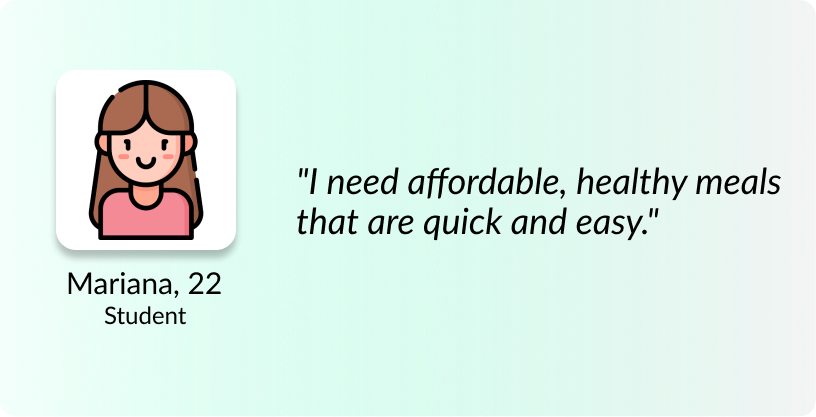 "I need affordable, healthy meals
that are quick and easy."
Mariana, 22
Student